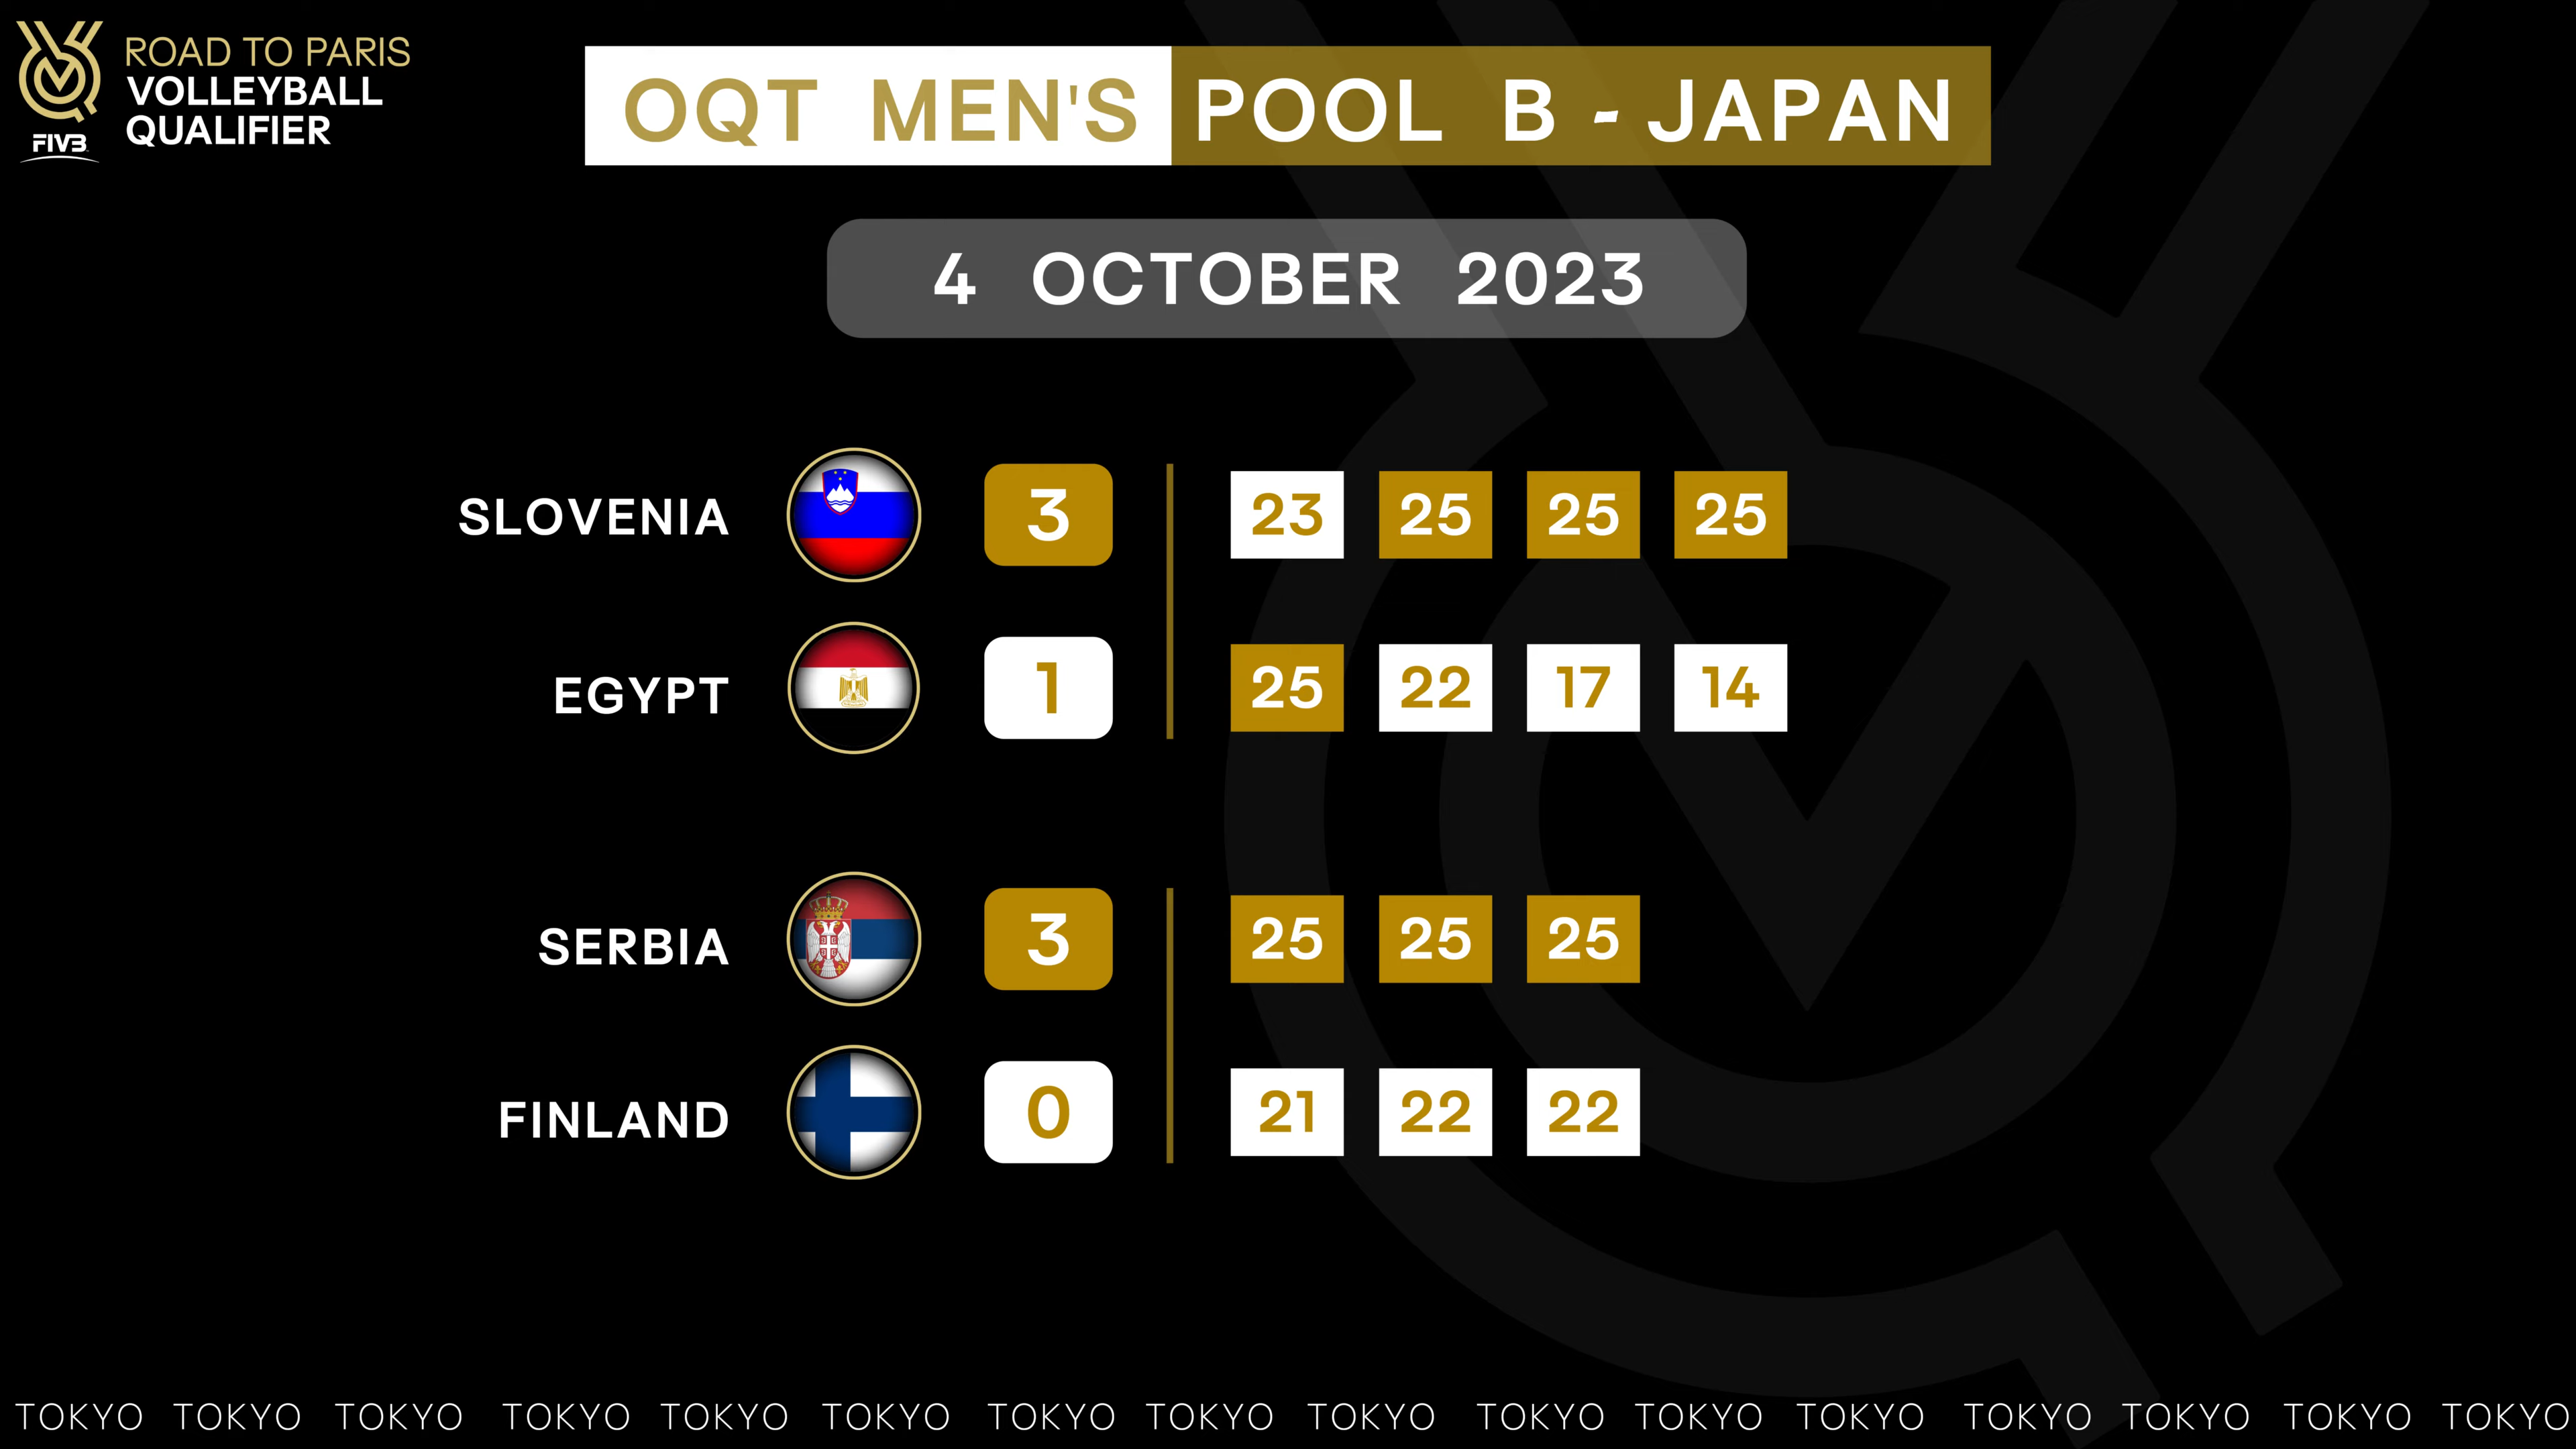 ROAD TO PARIS
VOLLEYBALL
QUALIFIER
FIVB
OQT MEN'S POOL B - JAPAN
4 OCTOBER 2023
SLOVENIA 3 23 25 25 25
EGYPT 1 25 22 17 14
SERBIA 3 25 25 25
FINLAND 0 21 22 22
TOKYO TOKYO TOKYO TOKYO TOKYO TOKYO TOKYO TOKYO TOKYO TOKYO TOKYO TOKYO TOKYO TOKYO TOKYO TOKYO